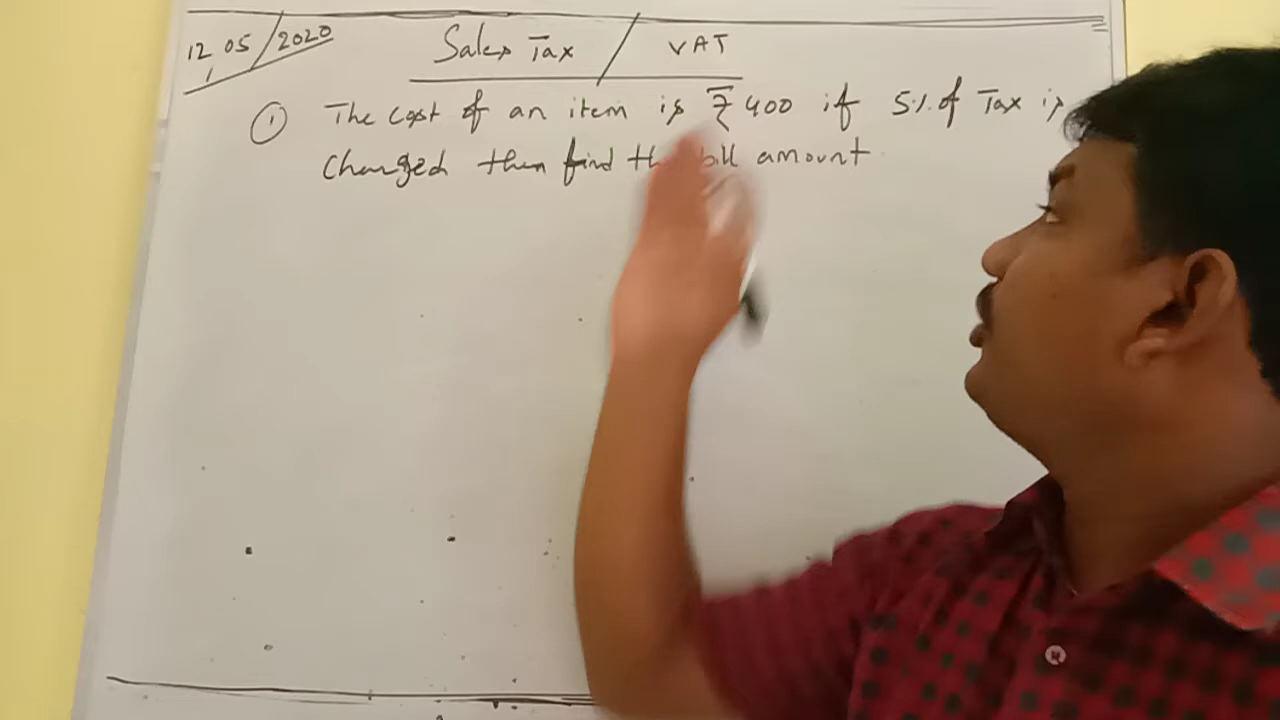 12/05/2020
Sales Tax / VAT
① The cost of an item is ₹400 if 5% of Tax is
charged then find the bill amount